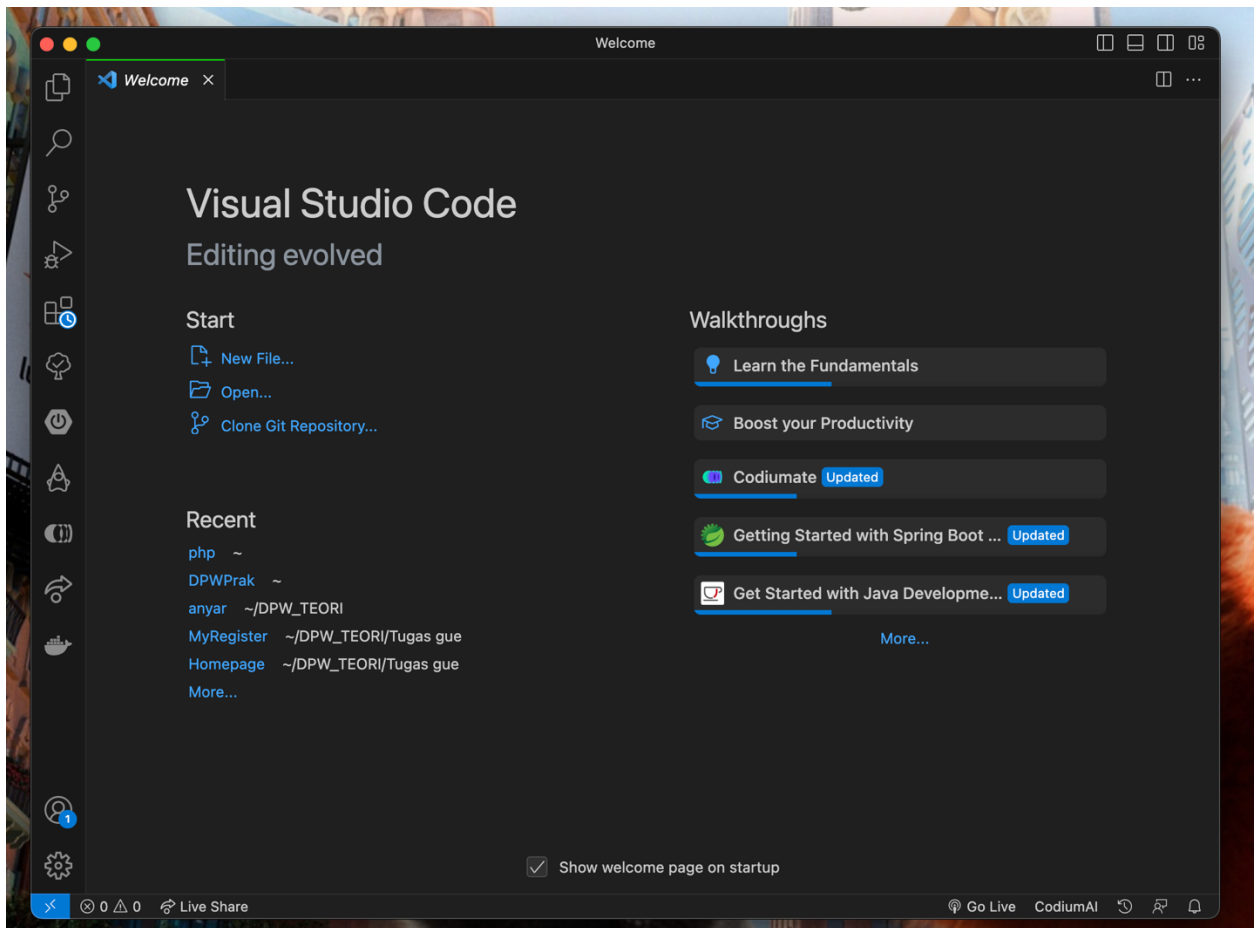 Welcome
Welcome
Visual Studio Code
Editing evolved
Start
New File...
Open...
Clone Git Repository...
Recent
php ~
DPWPrak ~
anyar ~/DPW_TEORI
MyRegister ~/DPW_TEORI/Tugas gue
Homepage ~/DPW_TEORI/Tugas gue
More...
Walkthroughs
Learn the Fundamentals
Boost your Productivity
Codiumate Updated
Getting Started with Spring Boot ... Updated
Get Started with Java Developme... Updated
More...
1
Show welcome page on startup
0 0 Live Share Go Live CodiumAI